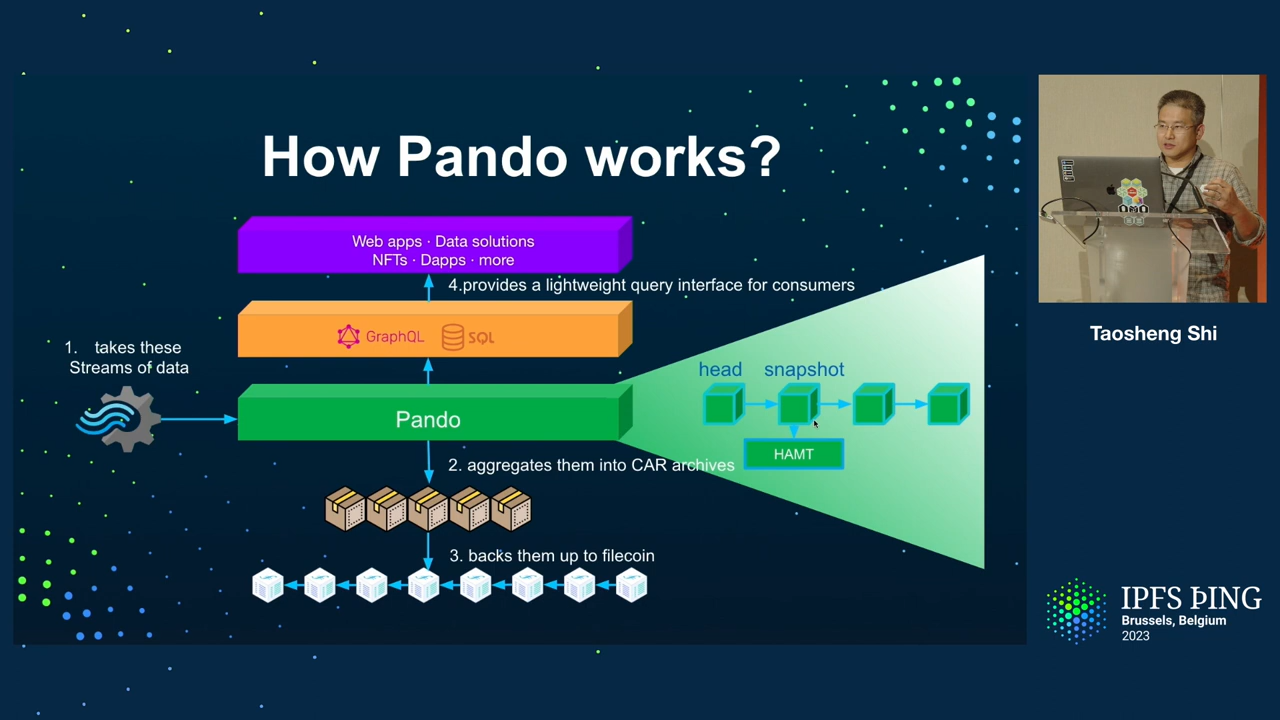 How Pando works?
Web apps · Data solutions
NFTs · Dapps · more
4.provides a lightweight query interface for consumers
GraphQL
SQL
1. takes these
Streams of data
head
snapshot
Pando
HAMT
2. aggregates them into CAR archives
3. backs them up to filecoin
Taosheng Shi
IPFS ÞING
Brussels, Belgium
2023